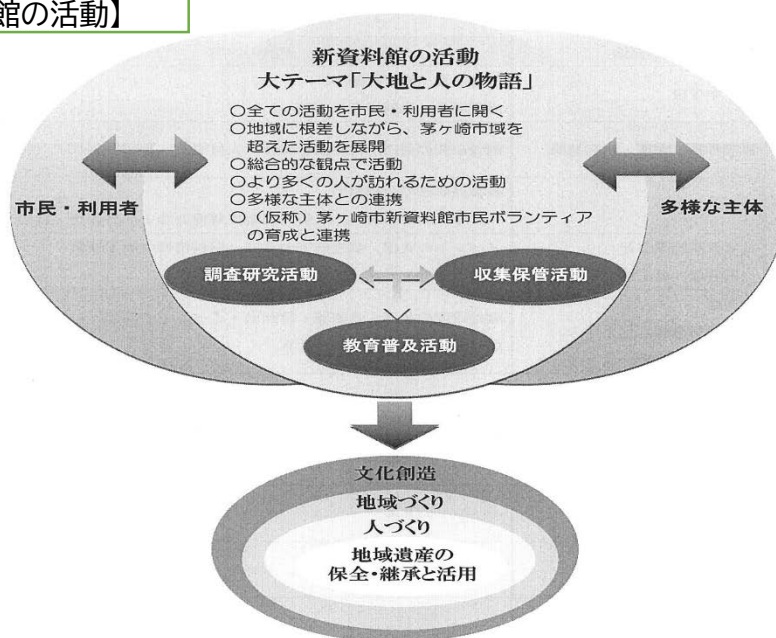 館の活動】
新資料館の活動
大テーマ「大地と人の物語」
○全ての活動を市民・利用者に開く
○地域に根差しながら、茅ヶ崎市域を
超えた活動を展開
○総合的な観点で活動
○より多くの人が訪れるための活動
○多様な主体との連携
○（仮称）茅ヶ崎市新資料館市民ボランティア
の育成と連携
市民・利用者
多様な主体
調査研究活動
収集保管活動
教育普及活動
文化創造
地域づくり
人づくり
地域遺産の
保全・継承と活用